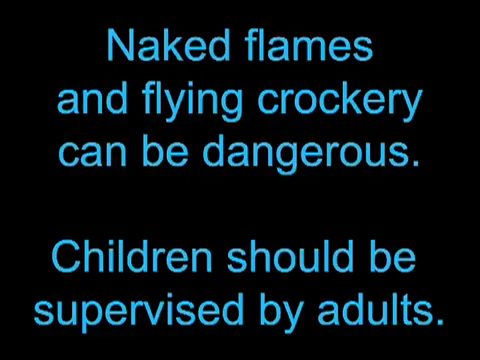 Naked flames
and flying crockery
can be dangerous.
Children should be
supervised by adults.